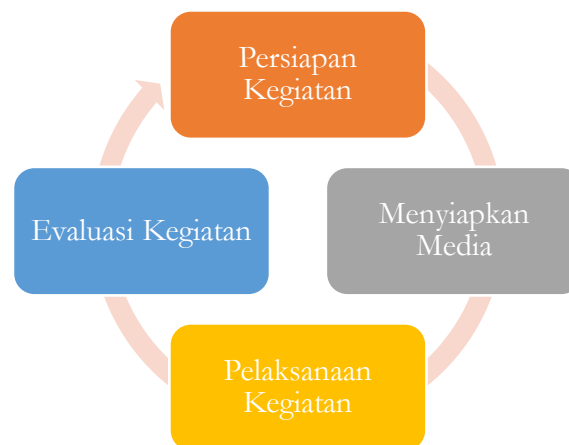 Persiapan
Kegiatan
Menyiapkan
Media
Pelaksanaan
Kegiatan
Evaluasi Kegiatan